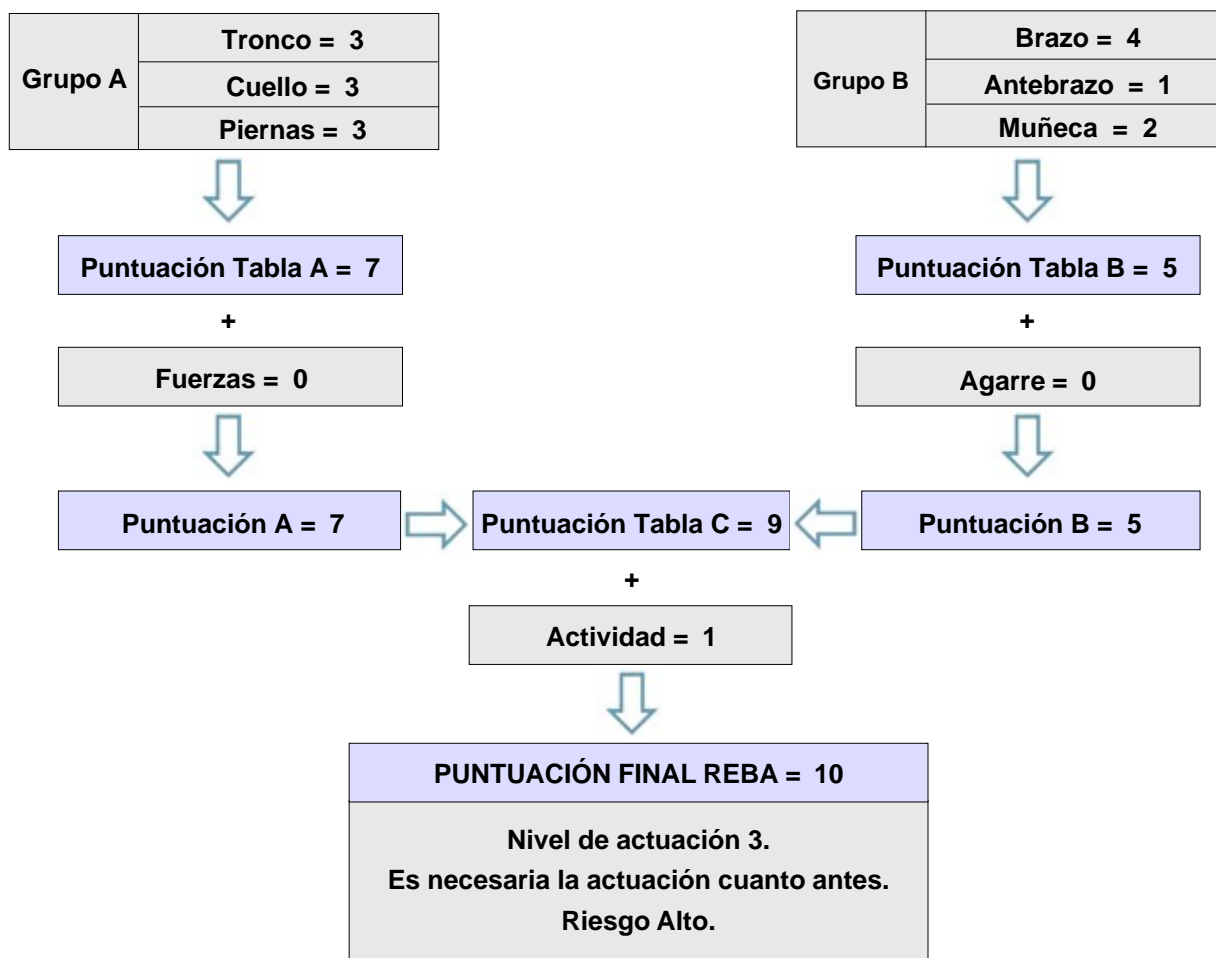 Grupo A
Tronco = 3
Cuello = 3
Piernas = 3
Grupo B
Brazo = 4
Antebrazo = 1
Muñeca = 2
Puntuación Tabla A = 7
Puntuación Tabla B = 5
+
+
Fuerzas = 0
Agarre = 0
Puntuación A = 7
Puntuación Tabla C = 9
Puntuación B = 5
+
Actividad = 1
PUNTUACIÓN FINAL REBA = 10
Nivel de actuación 3.
Es necesaria la actuación cuanto antes.
Riesgo Alto.